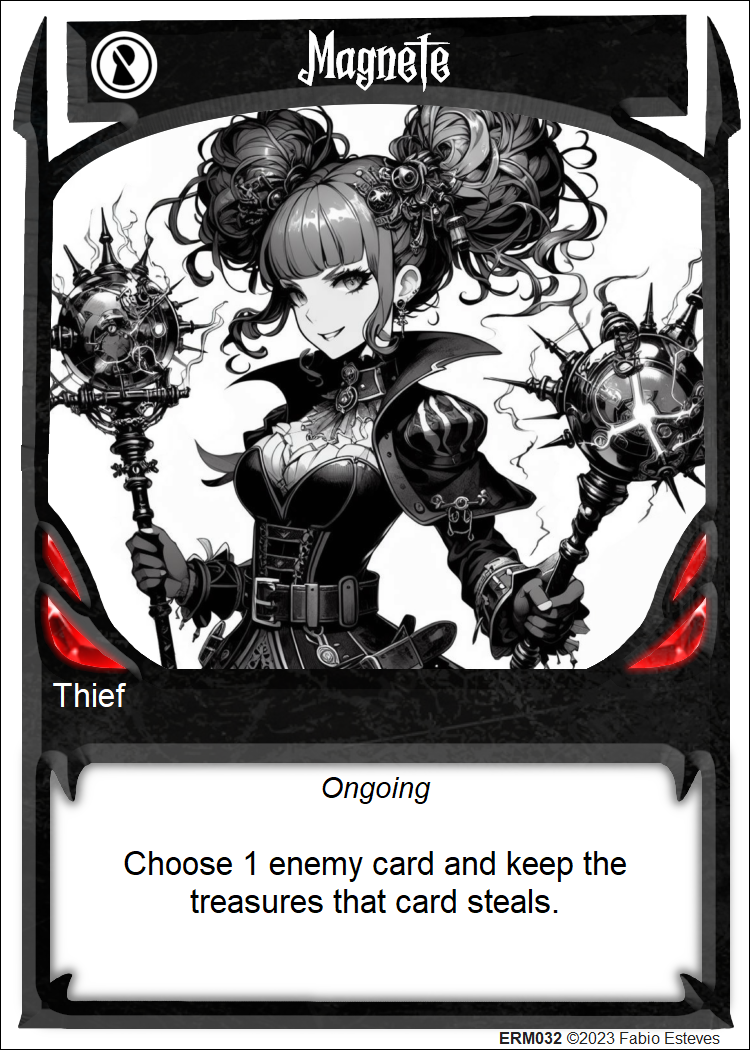 Magnete
Thief
Ongoing
Choose 1 enemy card and keep the
treasures that card steals.
ERM032 ©2023 Fabio Esteves